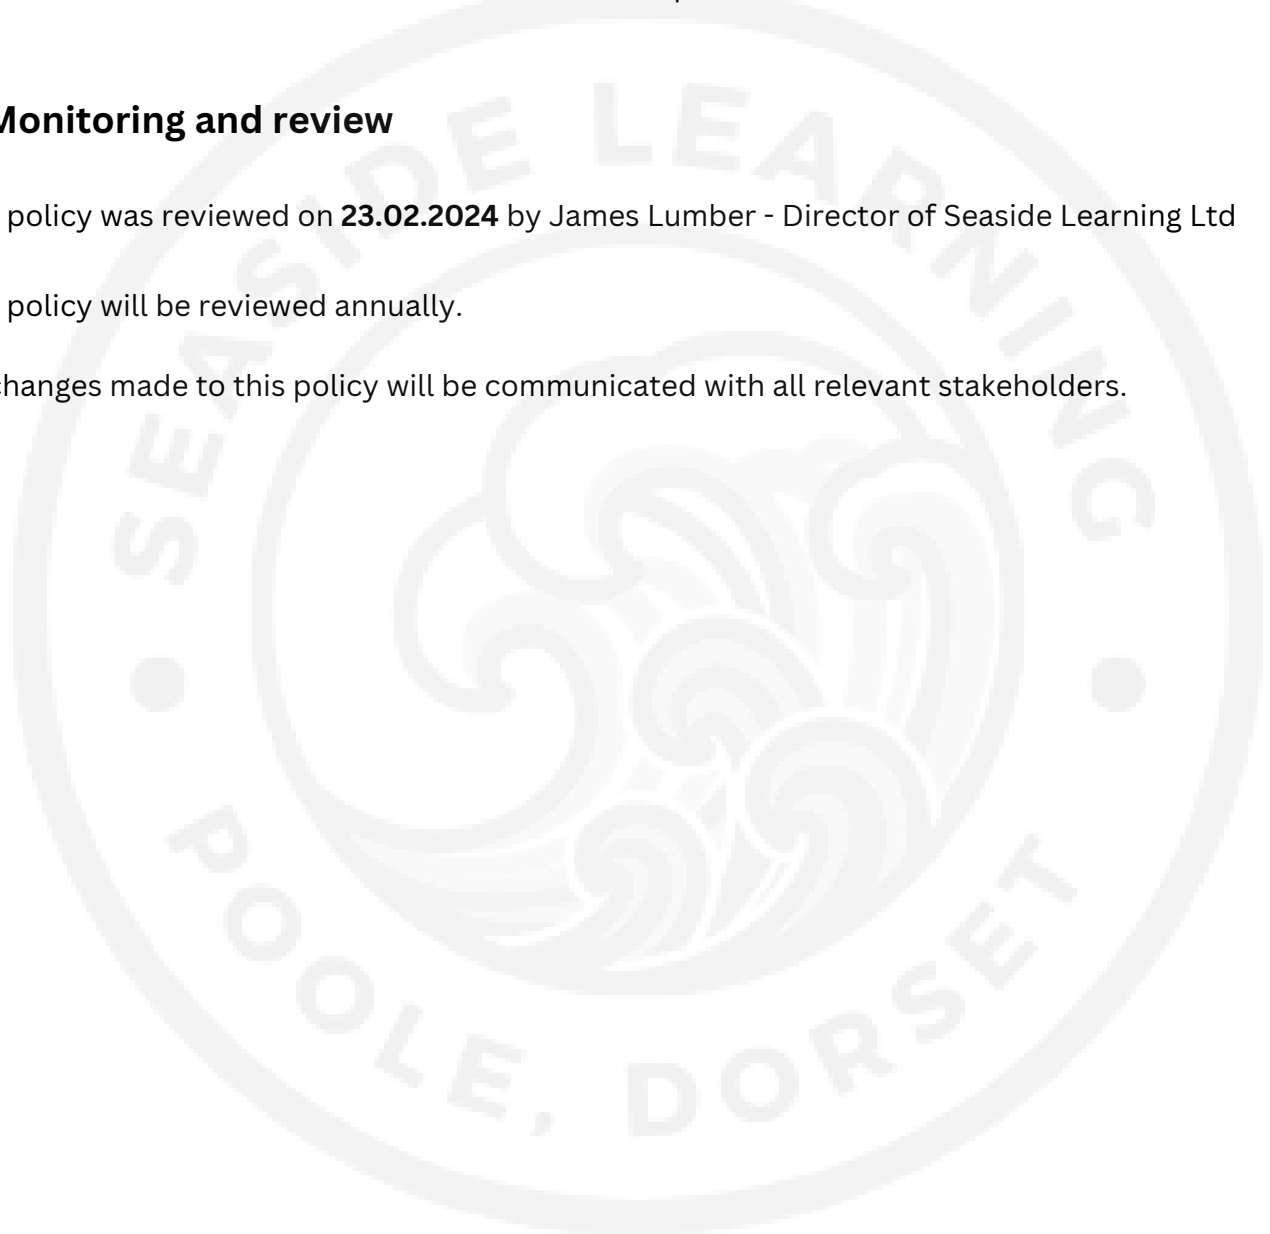 Monitoring and review
policy was reviewed on 23.02.2024 by James Lumber - Director of Seaside Learning Ltd
policy will be reviewed annually.
changes made to this policy will be communicated with all relevant stakeholders.
SEASIDE LEARNING
POOLE, DORSET